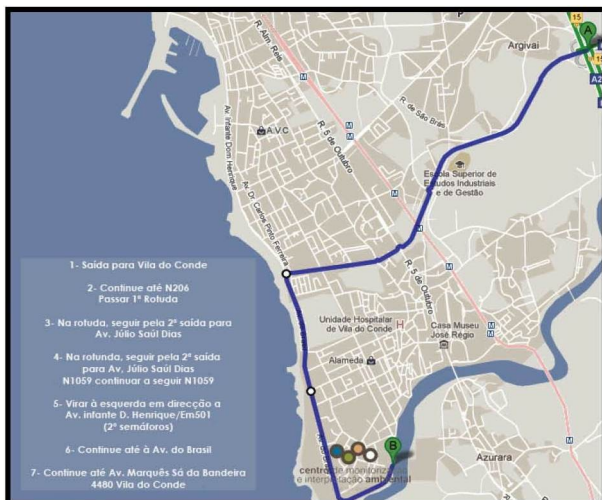 15
A
Argivai
15
A2
R. Alm. Reis
M
M
R. de São Brás
A.V.C
Av. Infante Dom Henrique
R. 5 de Outubro
M
M
Escola Superior de
Estudos Industriais
e de Gestão
Av. Dr. Carlos Pinto Ferreira
M
R. 5 de Outubro
Unidade Hospitalar
de Vila do Conde
H
Casa Museu
José Régio
M
M
Alameda
B
Azurara
centro de monitorização
e interpretação ambiental
M
1- Saída para Vila do Conde
2- Continue até N206
Passar 1ª Rotuda
3- Na rotuda, seguir pela 2ª saída para
Av. Júlio Saúl Dias
4- Na rotunda, seguir pela 2ª saída
para Av, Júlio Saúl Dias
N1059 continuar a seguir N1059
5- Virar à esquerda em direcção a
Av. infante D. Henrique/Em501
(2º semáforos)
6- Continue até à Av. do Brasil
7- Continue até Av. Marquês Sá da Bandeira
4480 Vila do Conde